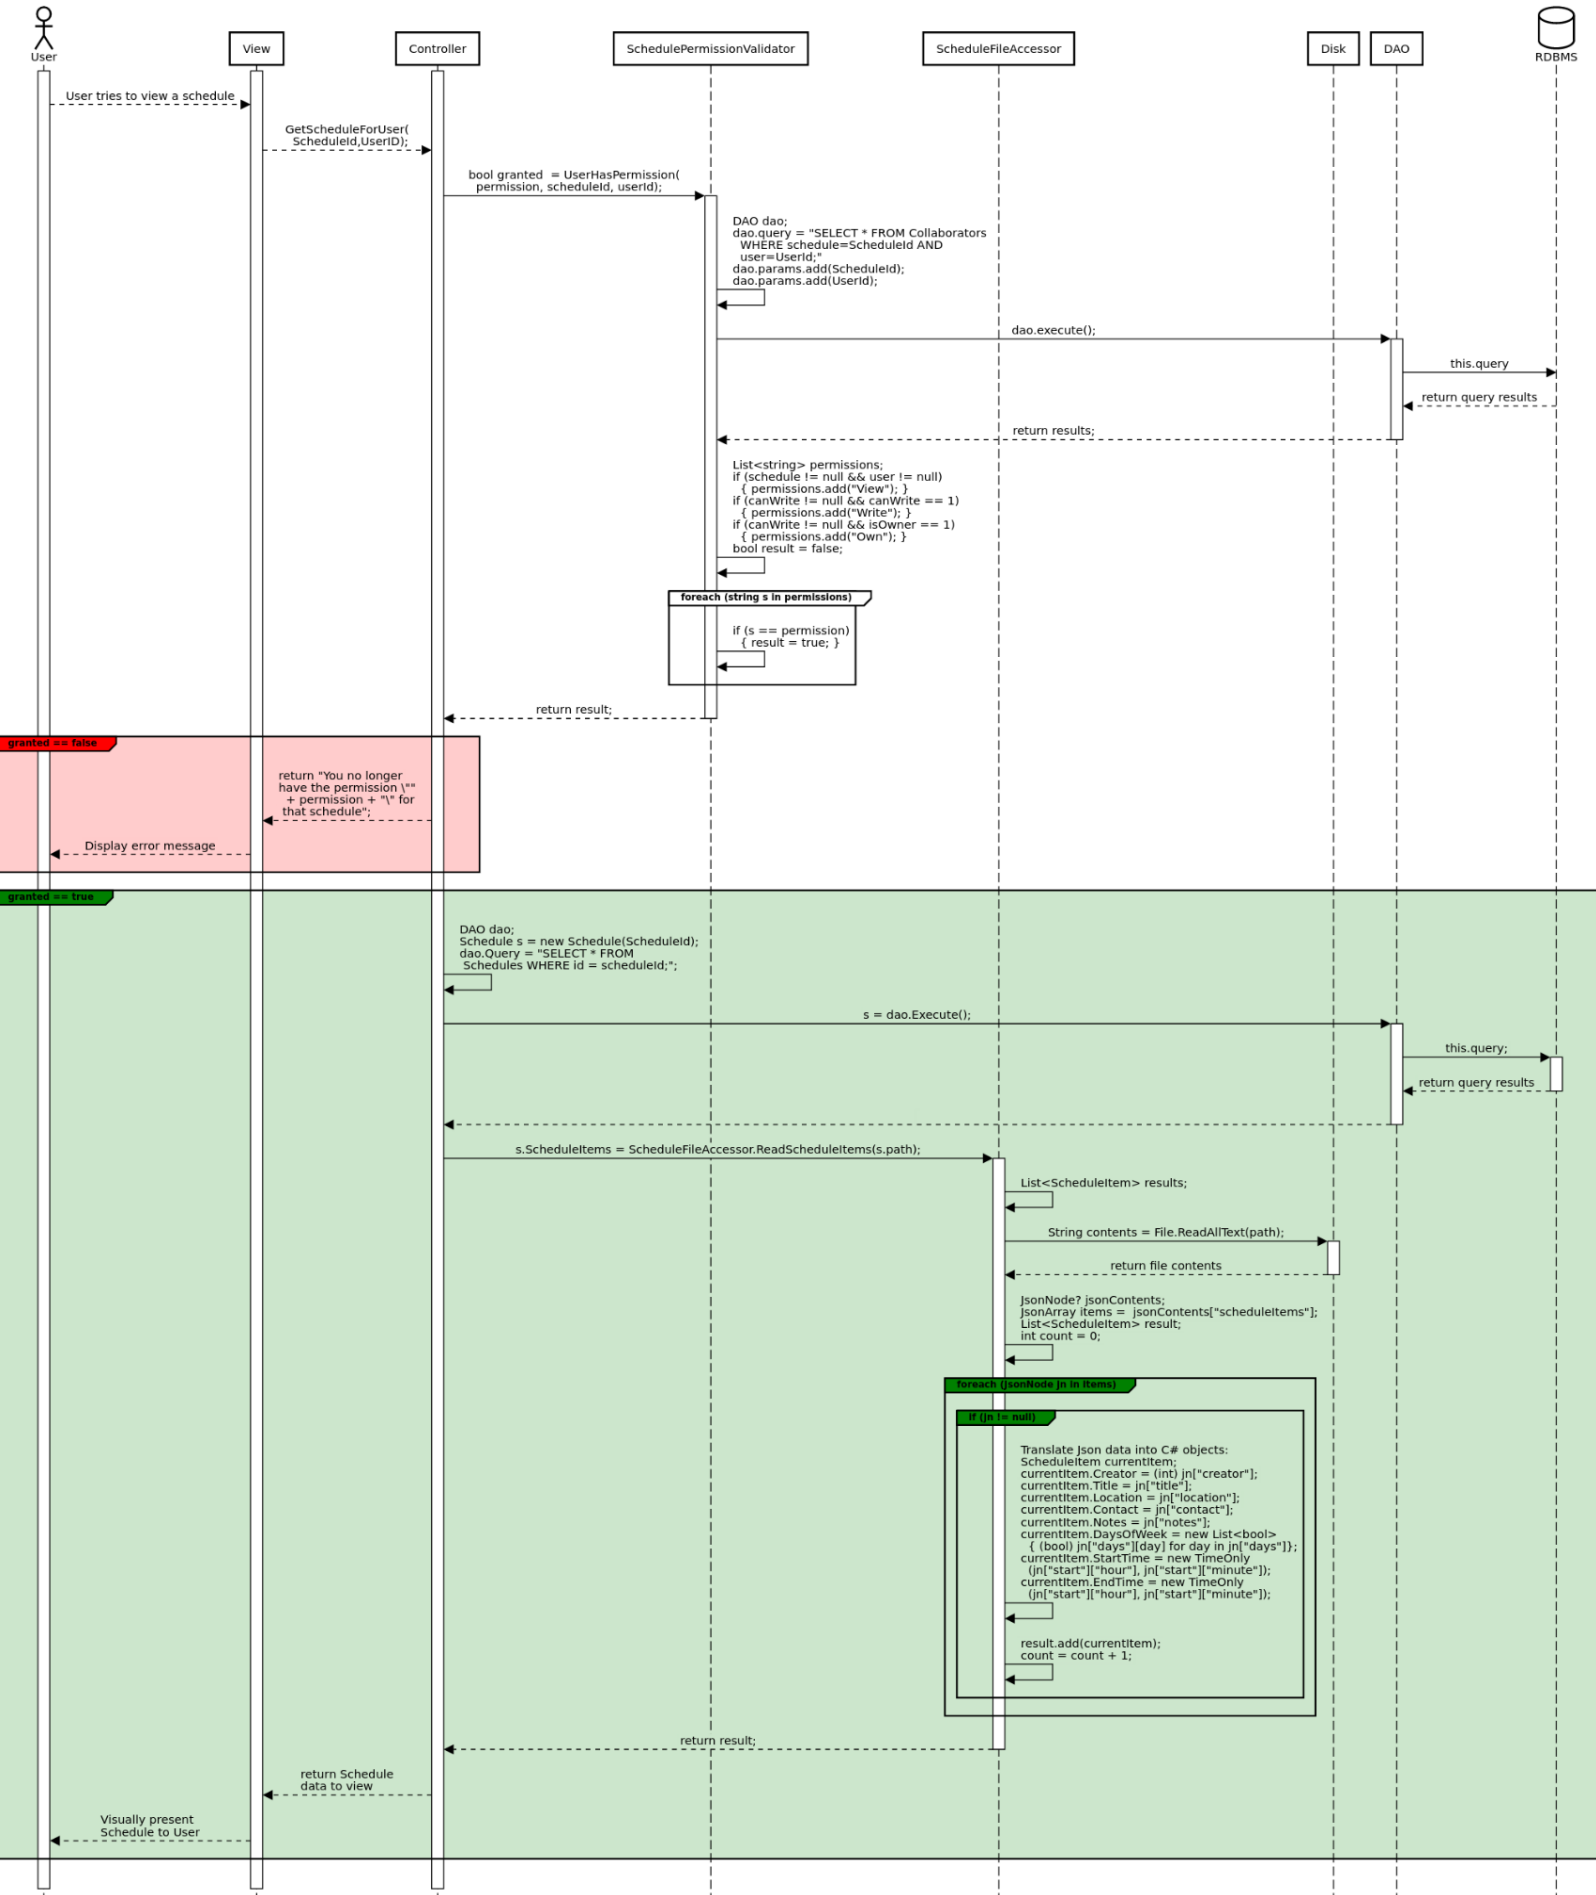 User
View
Controller
SchedulePermissionValidator
ScheduleFileAccessor
Disk
DAO
RDBMS
User tries to view a schedule
GetScheduleForUser(
ScheduleId,UserID);
bool granted  = UserHasPermission(
permission, scheduleId, userId);
DAO dao;
dao.query = "SELECT * FROM Collaborators
WHERE schedule=ScheduleId AND
user=UserId;"
dao.params.add(ScheduleId);
dao.params.add(UserId);
dao.execute();
this.query
return query results
return results;
List<string> permissions;
if (schedule != null && user != null)
{ permissions.add("View"); }
if (canWrite != null && canWrite == 1)
{ permissions.add("Write"); }
if (canWrite != null && isOwner == 1)
{ permissions.add("Own"); }
bool result = false;
foreach (string s in permissions)
if (s == permission)
{ result = true; }
return result;
granted == false
return "You no longer
have the permission \""
+ permission + "\" for
that schedule";
Display error message
granted == true
DAO dao;
Schedule s = new Schedule(ScheduleId);
dao.Query = "SELECT * FROM
Schedules WHERE id = scheduleId;";
s = dao.Execute();
this.query;
return query results
s.ScheduleItems = ScheduleFileAccessor.ReadScheduleItems(s.path);
List<ScheduleItem> results;
String contents = File.ReadAllText(path);
return file contents
JsonNode? jsonContents;
JsonArray items =  jsonContents["scheduleItems"];
List<ScheduleItem> result;
int count = 0;
foreach (JsonNode jn in items)
if (jn != null)
Translate Json data into C# objects:
ScheduleItem currentItem;
currentItem.Creator = (int) jn["creator"];
currentItem.Title = jn["title"];
currentItem.Location = jn["location"];
currentItem.Contact = jn["contact"];
currentItem.Notes = jn["notes"];
currentItem.DaysOfWeek = new List<bool>
{ (bool) jn["days"][day] for day in jn["days"]};
currentItem.StartTime = new TimeOnly
(jn["start"]["hour"], jn["start"]["minute"]);
currentItem.EndTime = new TimeOnly
(jn["start"]["hour"], jn["start"]["minute"]);
result.add(currentItem);
count = count + 1;
return result;
return Schedule
data to view
Visually present
Schedule to User